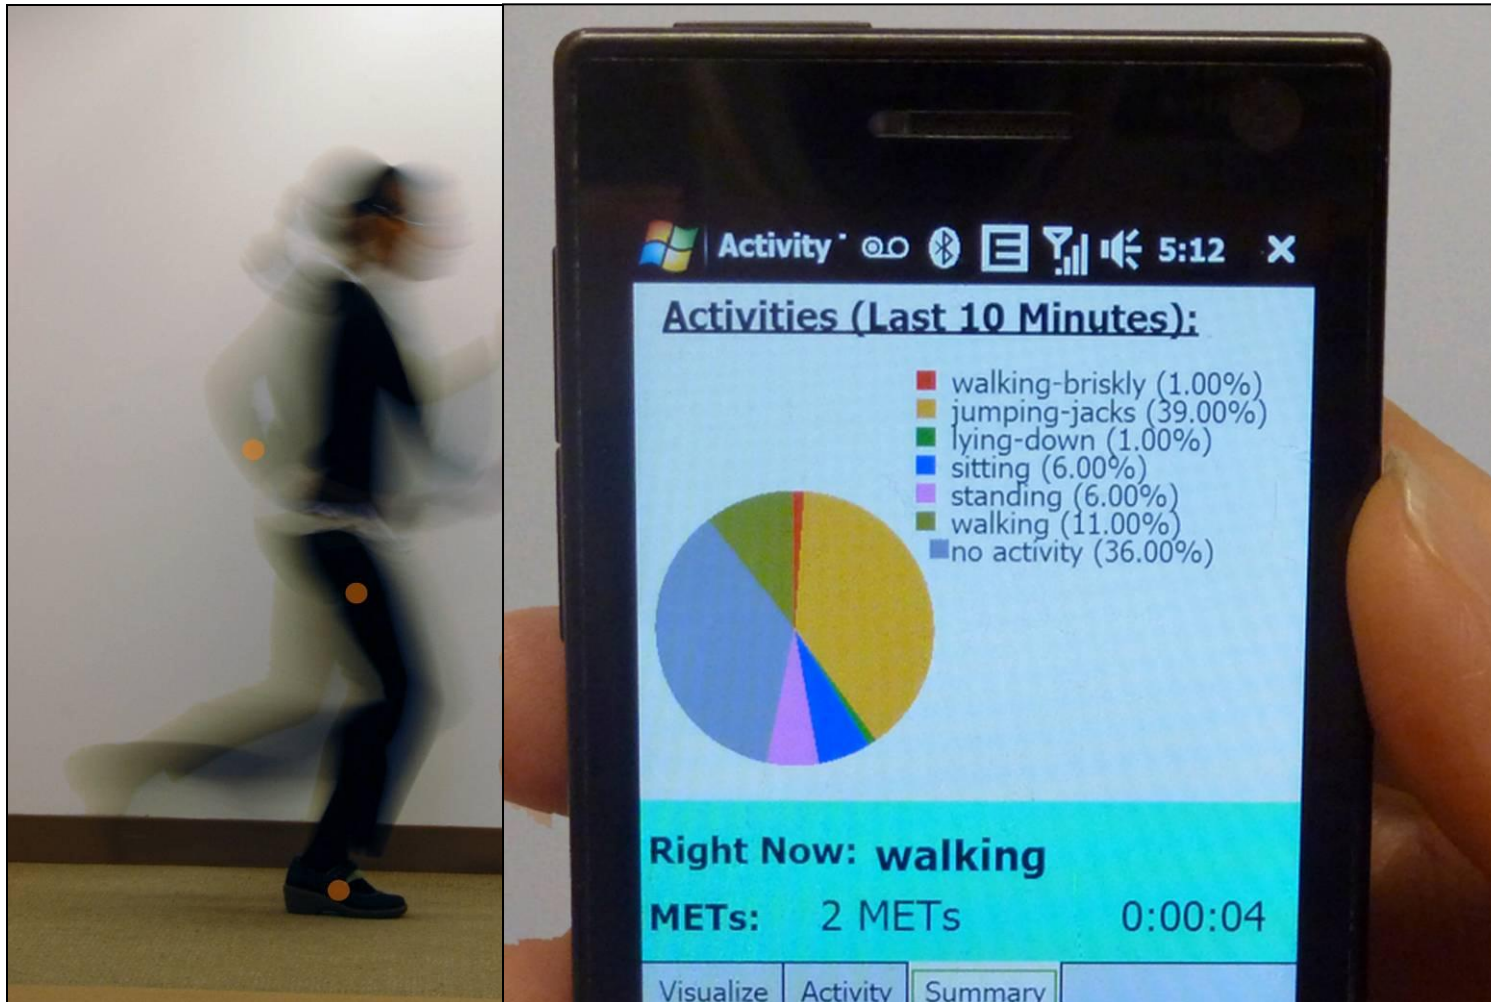 Activity 5:12 X
Activities (Last 10 Minutes):
walking-briskly (1.00%)
jumping-jacks (39.00%)
lying-down (1.00%)
sitting (6.00%)
standing (6.00%)
walking (11.00%)
no activity (36.00%)
Right Now: walking
METs: 2 METs 0:00:04
Visualize Activity Summary